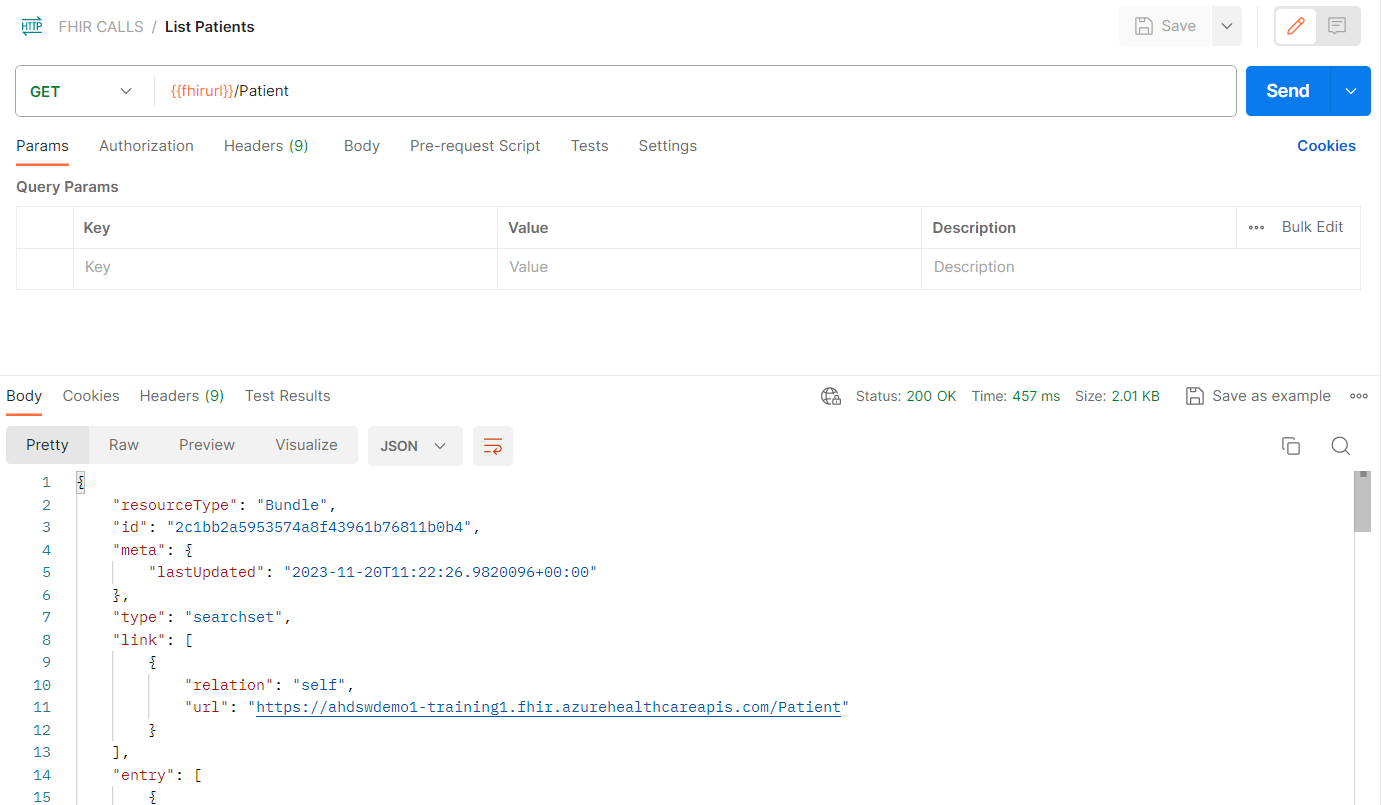 HTTP FHIR CALLS / List Patients Save
GET {{fhirurl}}/Patient Send
Params Authorization Headers (9) Body Pre-request Script Tests Settings Cookies
Query Params
Key Value Description Bulk Edit
Key Value Description
Body Cookies Headers (9) Test Results Status: 200 OK Time: 457 ms Size: 2.01 KB Save as example
Pretty Raw Preview Visualize JSON
1 {
2 "resourceType": "Bundle",
3 "id": "2c1bb2a5953574a8f43961b76811b0b4",
4 "meta": {
5 "lastUpdated": "2023-11-20T11:22:26.9820096+00:00"
6 },
7 "type": "searchset",
8 "link": [
9 {
10 "relation": "self",
11 "url": "https://ahdswdemo1-training1.fhir.azurehealthcareapis.com/Patient"
12 }
13 ],
14 "entry": [
15 {